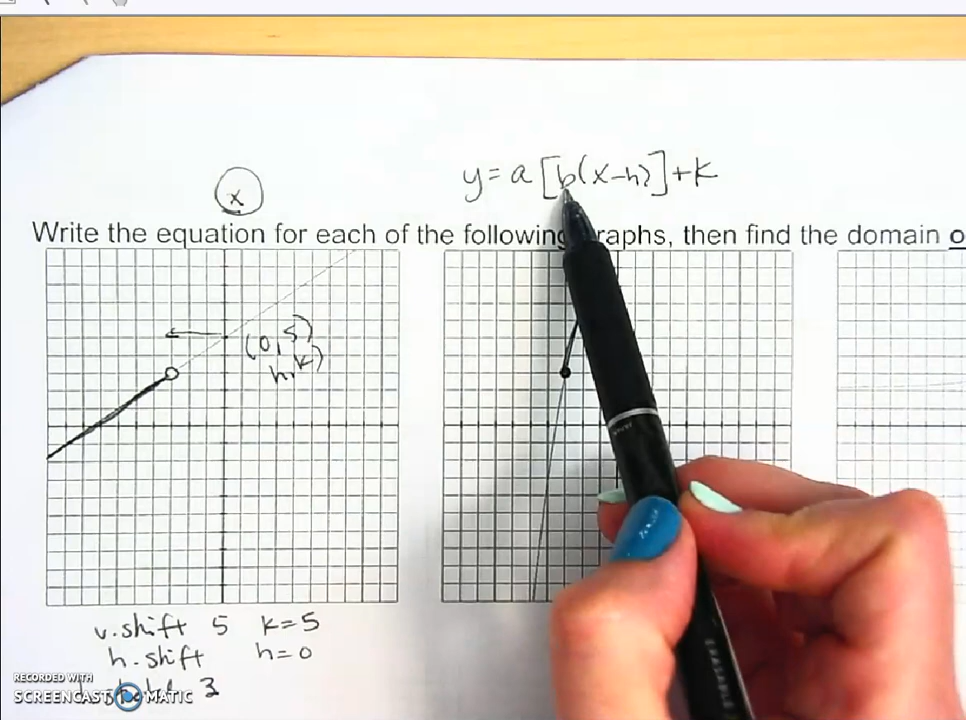 y = a [b(x-h)] + k
x
Write the equation for each of the following graphs, then find the domain o
(0, 5)
h, k)
v. shift 5 k=5
h. shift h=0
3
RECORDED WITH
SCREENCAST MATIC